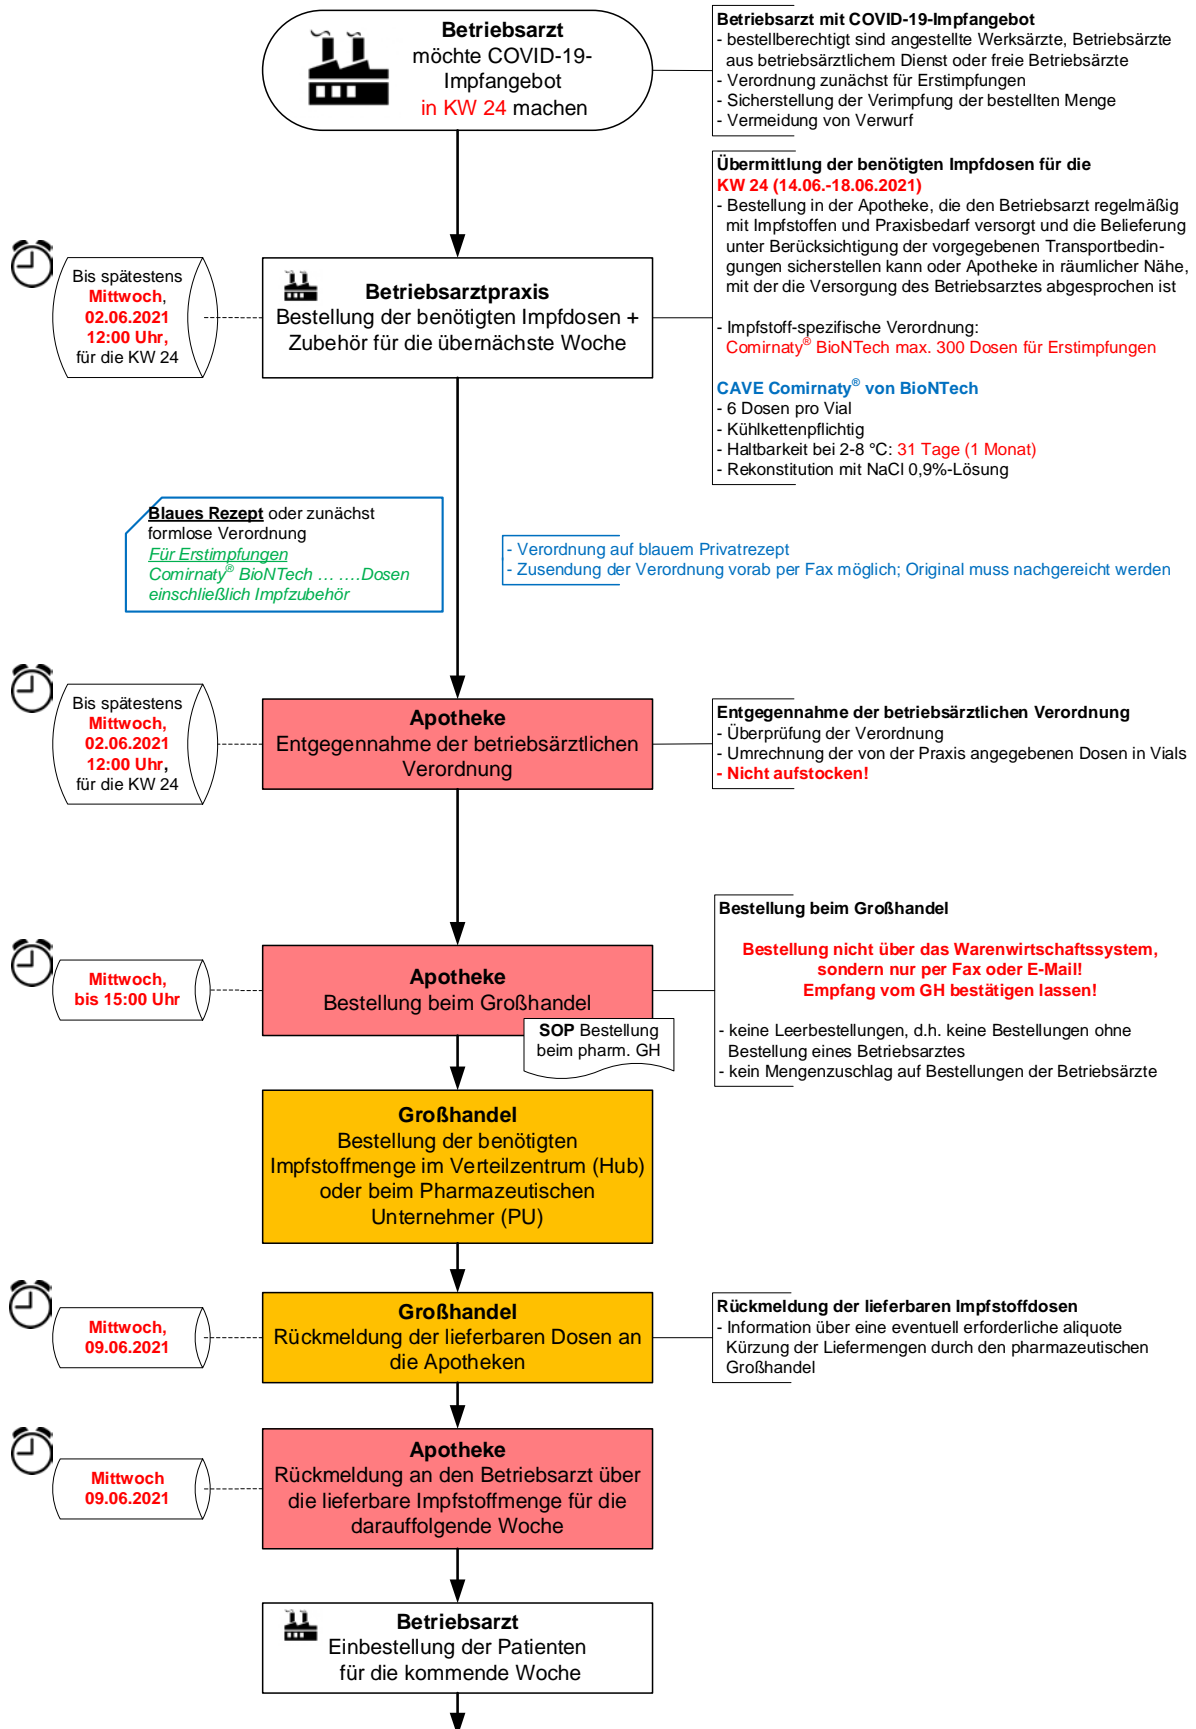 Betriebsarzt
möchte COVID-19-
Impfangebot
in KW 24 machen
Betriebsarzt mit COVID-19-Impfangebot
- bestellberechtigt sind angestellte Werksärzte, Betriebsärzte
aus betriebsärztlichem Dienst oder freie Betriebsärzte
- Verordnung zunächst für Erstimpfungen
- Sicherstellung der Verimpfung der bestellten Menge
- Vermeidung von Verwurf
Bis spätestens
Mittwoch,
02.06.2021
12:00 Uhr,
für die KW 24
Betriebsarztpraxis
Bestellung der benötigten Impfdosen +
Zubehör für die übernächste Woche
Übermittlung der benötigten Impfdosen für die
KW 24 (14.06.-18.06.2021)
- Bestellung in der Apotheke, die den Betriebsarzt regelmäßig
mit Impfstoffen und Praxisbedarf versorgt und die Belieferung
unter Berücksichtigung der vorgegebenen Transportbedin-
gungen sicherstellen kann oder Apotheke in räumlicher Nähe,
mit der die Versorgung des Betriebsarztes abgesprochen ist
- Impfstoff-spezifische Verordnung:
Comirnaty® BioNTech max. 300 Dosen für Erstimpfungen
CAVE Comirnaty® von BioNTech
- 6 Dosen pro Vial
- Kühlkettenpflichtig
- Haltbarkeit bei 2-8 °C: 31 Tage (1 Monat)
- Rekonstitution mit NaCl 0,9%-Lösung
Blaues Rezept oder zunächst
formlose Verordnung
Für Erstimpfungen
Comirnaty® BioNTech … ….Dosen
einschließlich Impfzubehör
- Verordnung auf blauem Privatrezept
- Zusendung der Verordnung vorab per Fax möglich; Original muss nachgereicht werden
Bis spätestens
Mittwoch,
02.06.2021
12:00 Uhr,
für die KW 24
Apotheke
Entgegennahme der betriebsärztlichen
Verordnung
Entgegennahme der betriebsärztlichen Verordnung
- Überprüfung der Verordnung
- Umrechnung der von der Praxis angegebenen Dosen in Vials
- Nicht aufstocken!
Mittwoch,
bis 15:00 Uhr
Apotheke
Bestellung beim Großhandel
SOP Bestellung
beim pharm. GH
Bestellung beim Großhandel
Bestellung nicht über das Warenwirtschaftssystem,
sondern nur per Fax oder E-Mail!
Empfang vom GH bestätigen lassen!
- keine Leerbestellungen, d.h. keine Bestellungen ohne
Bestellung eines Betriebsarztes
- kein Mengenzuschlag auf Bestellungen der Betriebsärzte
Großhandel
Bestellung der benötigten
Impfstoffmenge im Verteilzentrum (Hub)
oder beim Pharmazeutischen
Unternehmer (PU)
Mittwoch,
09.06.2021
Großhandel
Rückmeldung der lieferbaren Dosen an
die Apotheken
Rückmeldung der lieferbaren Impfstoffdosen
- Information über eine eventuell erforderliche aliquote
Kürzung der Liefermengen durch den pharmazeutischen
Großhandel
Mittwoch
09.06.2021
Apotheke
Rückmeldung an den Betriebsarzt über
die lieferbare Impfstoffmenge für die
darauffolgende Woche
Betriebsarzt
Einbestellung der Patienten
für die kommende Woche